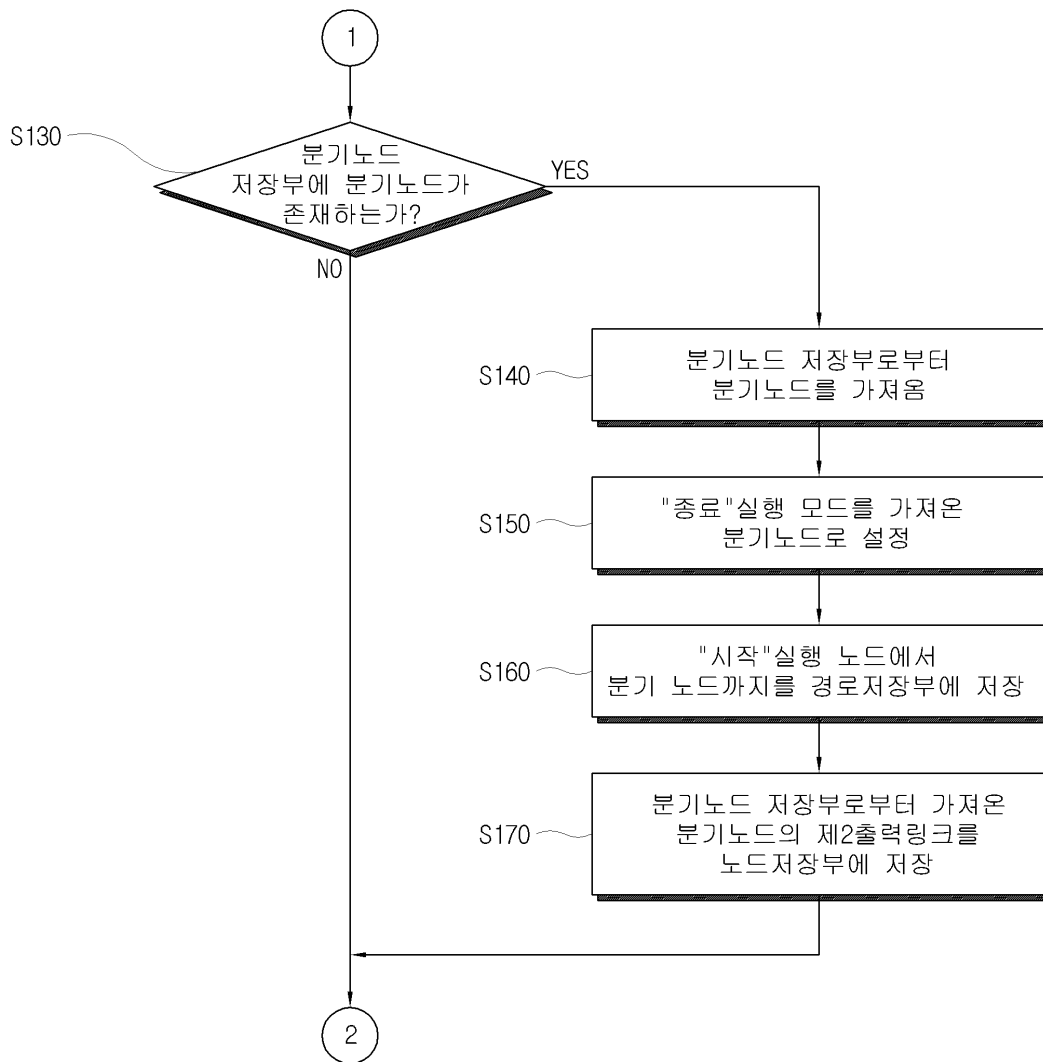 1
S130
분기노드
저장부에 분기노드가
존재하는가?
YES
NO
S140
분기노드 저장부로부터
분기노드를 가져옴
S150
"종료"실행 모드를 가져온
분기노드로 설정
S160
"시작"실행 노드에서
분기 노드까지를 경로저장부에 저장
S170
분기노드 저장부로부터 가져온
분기노드의 제2출력링크를
노드저장부에 저장
2